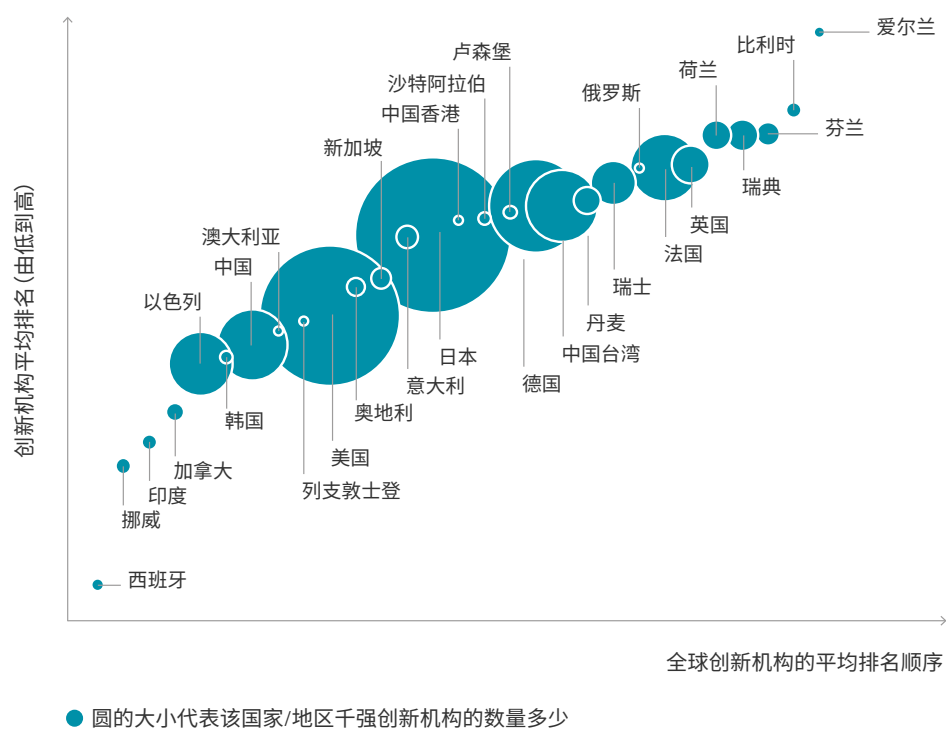 爱尔兰
比利时
卢森堡
荷兰
沙特阿拉伯
俄罗斯
中国香港
芬兰
新加坡
瑞典
创新机构平均排名（由低到高）
英国
澳大利亚
法国
中国
瑞士
以色列
丹麦
中国台湾
日本
德国
意大利
奥地利
韩国
美国
加拿大
列支敦士登
印度
挪威
西班牙
全球创新机构的平均排名顺序
圆的大小代表该国家/地区千强创新机构的数量多少